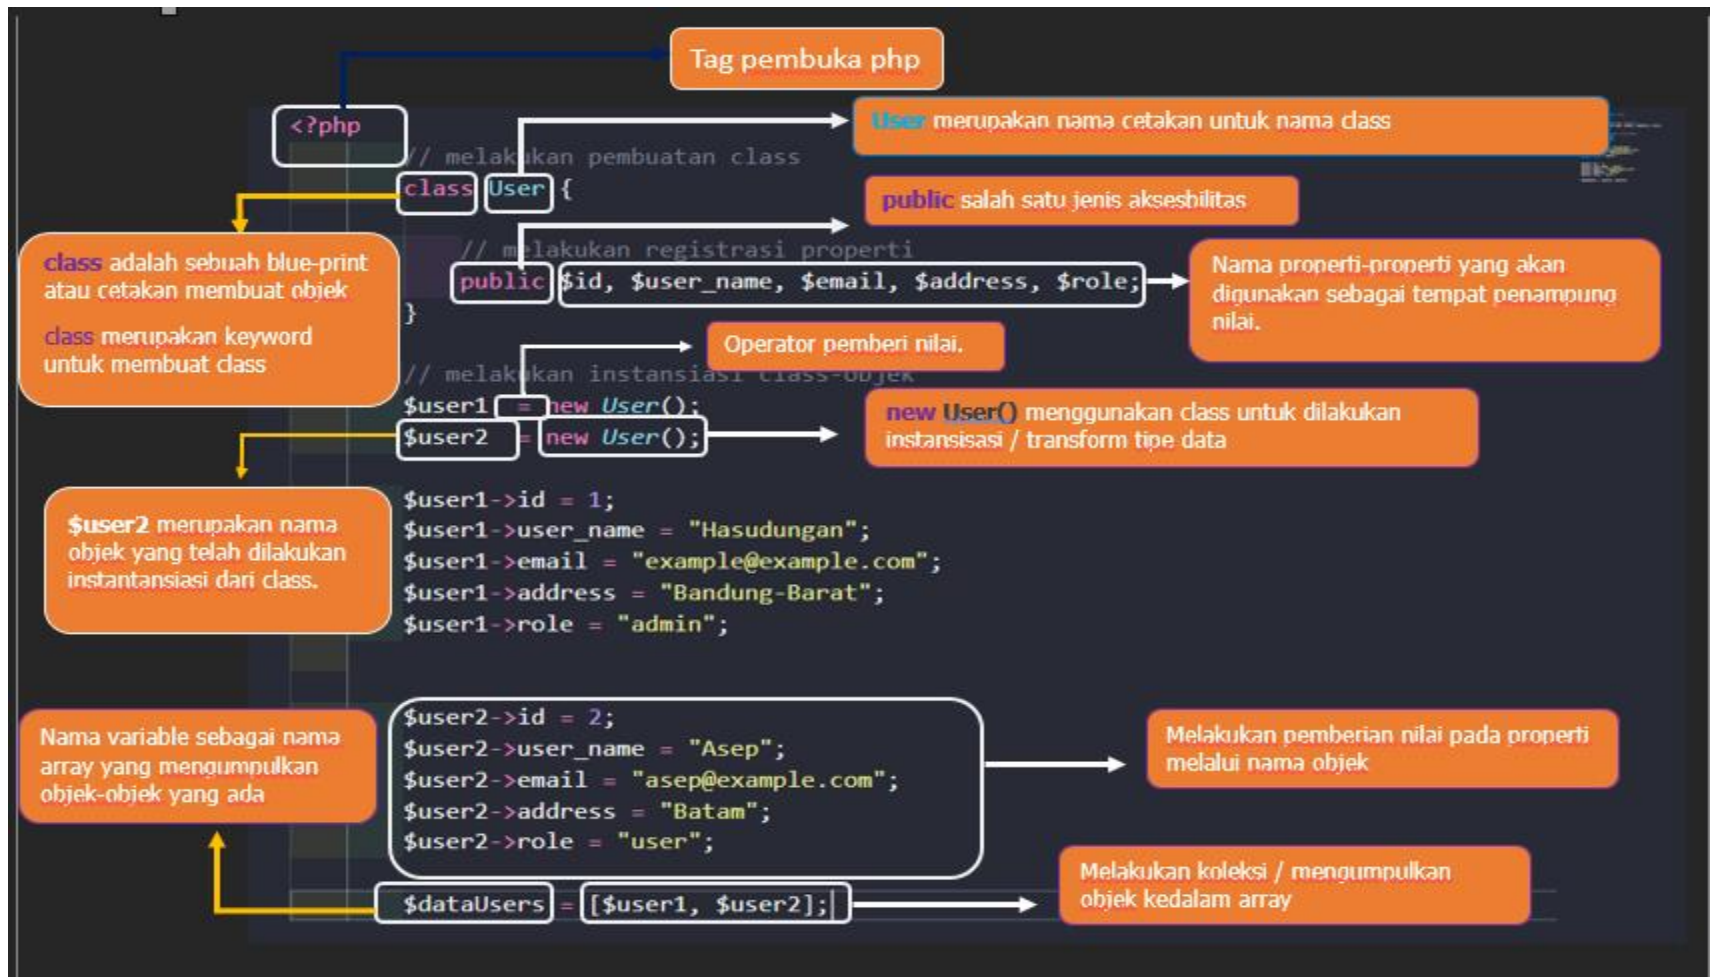 Tag pembuka php
<?php
User merupakan nama cetakan untuk nama class
// melakukan pembuatan class
class User {
public salah satu jenis aksesbilitas
// melakukan registrasi properti
public $id, $user_name, $email, $address, $role;
}
class adalah sebuah blue-print
atau cetakan membuat objek
class merupakan keyword
untuk membuat class
Nama properti-properti yang akan
digunakan sebagai tempat penampung
nilai.
Operator pemberi nilai.
// melakukan instansiasi class-objek
$user1 = new User();
$user2 = new User();
new User() menggunakan class untuk dilakukan
instansisasi / transform tipe data
$user2 merupakan nama
objek yang telah dilakukan
instantansiasi dari class.
$user1->id = 1;
$user1->user_name = "Hasudungan";
$user1->email = "example@example.com";
$user1->address = "Bandung-Barat";
$user1->role = "admin";
$user2->id = 2;
$user2->user_name = "Asep";
$user2->email = "asep@example.com";
$user2->address = "Batam";
$user2->role = "user";
Nama variable sebagai nama
array yang mengumpulkan
objek-objek yang ada
Melakukan pemberian nilai pada properti
melalui nama objek
$dataUsers = [$user1, $user2];
Melakukan koleksi / mengumpulkan
objek kedalam array